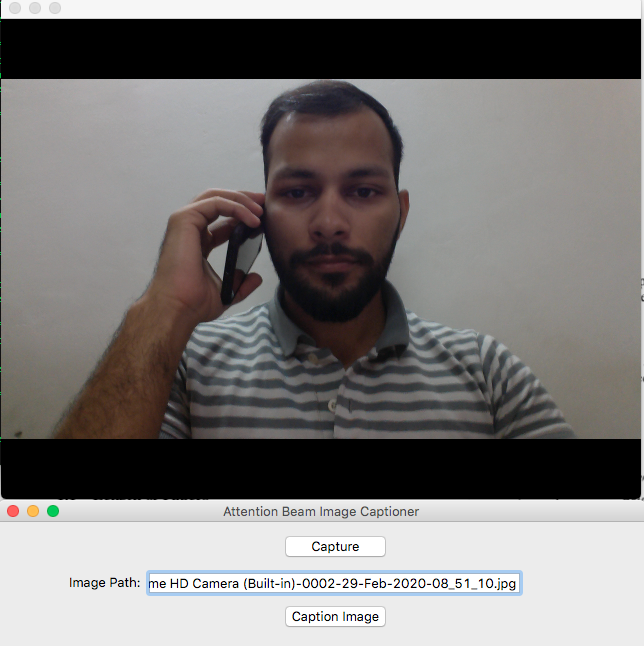 Attention Beam Image Captioner
Capture
Image Path: me HD Camera (Built-in)-0002-29-Feb-2020-08_51_10.jpg
Caption Image